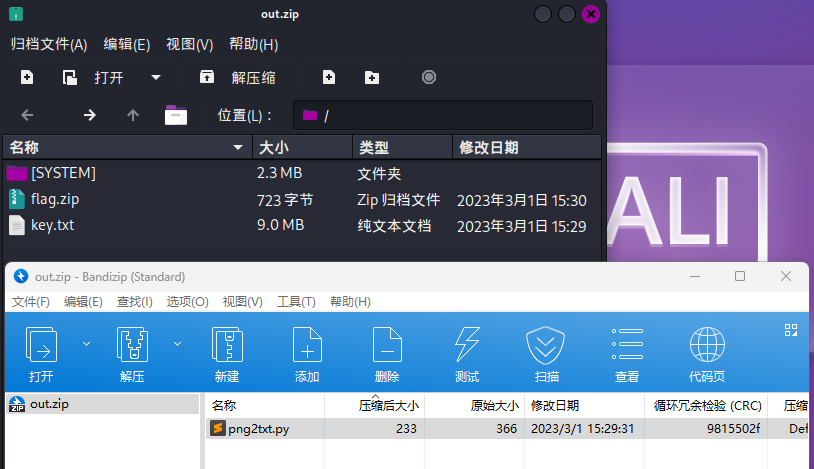 out.zip
归档文件(A) 编辑(E) 视图(V) 帮助(H)
打开 解压缩
位置(L)： /
名称 大小 类型 修改日期
[SYSTEM] 2.3 MB 文件夹
flag.zip 723 字节 Zip 归档文件 2023年3月1日 15:30
key.txt 9.0 MB 纯文本文档 2023年3月1日 15:29
ALI
out.zip - Bandizip (Standard)
文件(F) 编辑(E) 查找(I) 选项(O) 视图(V) 工具(T) 帮助(H)
打开 解压 新建 添加 删除 测试 扫描 查看 代码页
ZIP out.zip
名称 压缩后大小 原始大小 修改日期 循环冗余检验 (CRC) 压缩
png2txt.py 233 366 2023/3/1 15:29:31 9815502f Def